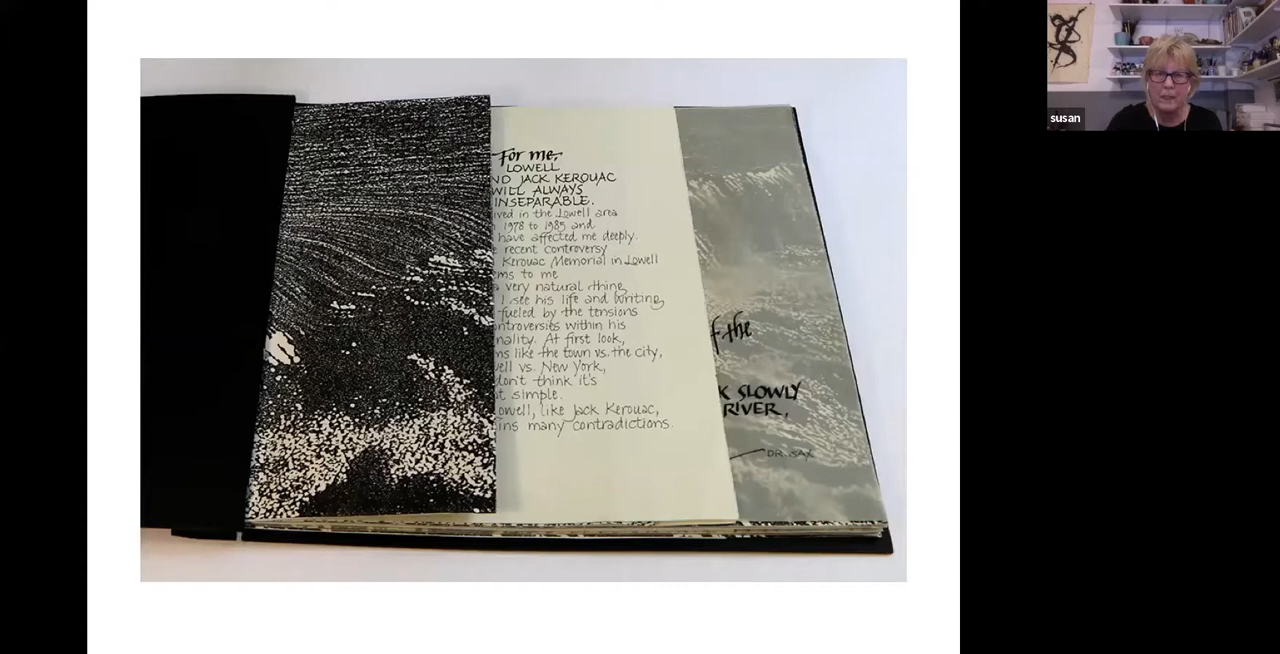 For me,
LOWELL
ND JACK KEROUAC
WILL ALWAYS
INSEPARABLE.
ived in the Lowell area
1978 to 1985 and
have affected me deeply.
e recent controversy
Kerouac Memorial in Lowell
ms to me
a very natural thing
I see his life and writing
fueled by the tensions
ntroversies within his
nality. At first look,
ms like the town vs. the city,
ell vs. New York,
don't think it's
t simple.
owell, like Jack Kerouac,
ins many contradictions.
f the
K SLOWLY
RIVER.
DR. SAX
susan